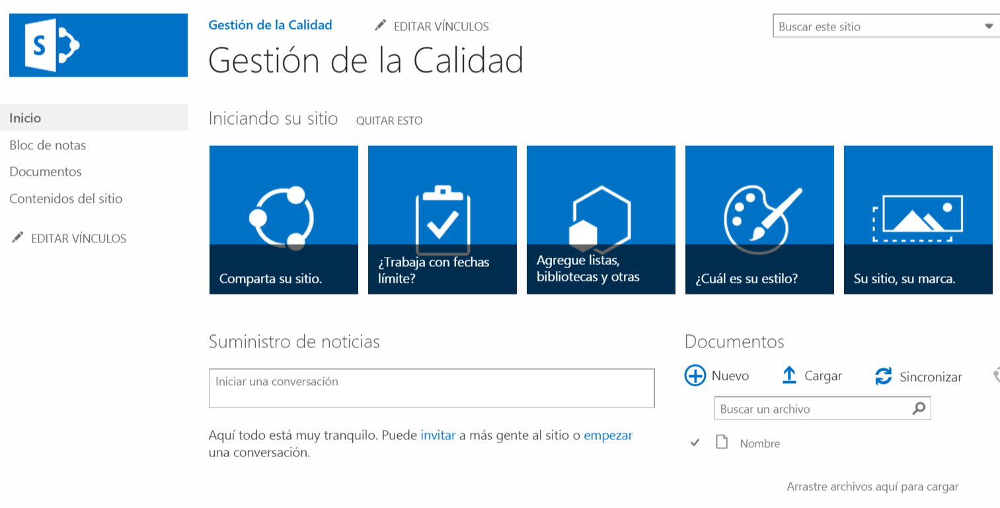 S
Gestión de la Calidad
EDITAR VÍNCULOS
Buscar este sitio
Gestión de la Calidad
Inicio
Bloc de notas
Documentos
Contenidos del sitio
EDITAR VÍNCULOS
Iniciando su sitio
QUITAR ESTO
Comparta su sitio.
¿Trabaja con fechas
límite?
Agregue listas,
bibliotecas y otras
¿Cuál es su estilo?
Su sitio, su marca.
Suministro de noticias
Iniciar una conversación
Aquí todo está muy tranquilo. Puede invitar a más gente al sitio o empezar
una conversación.
Documentos
Nuevo
Cargar
Sincronizar
Buscar un archivo
Nombre
Arrastre archivos aquí para cargar